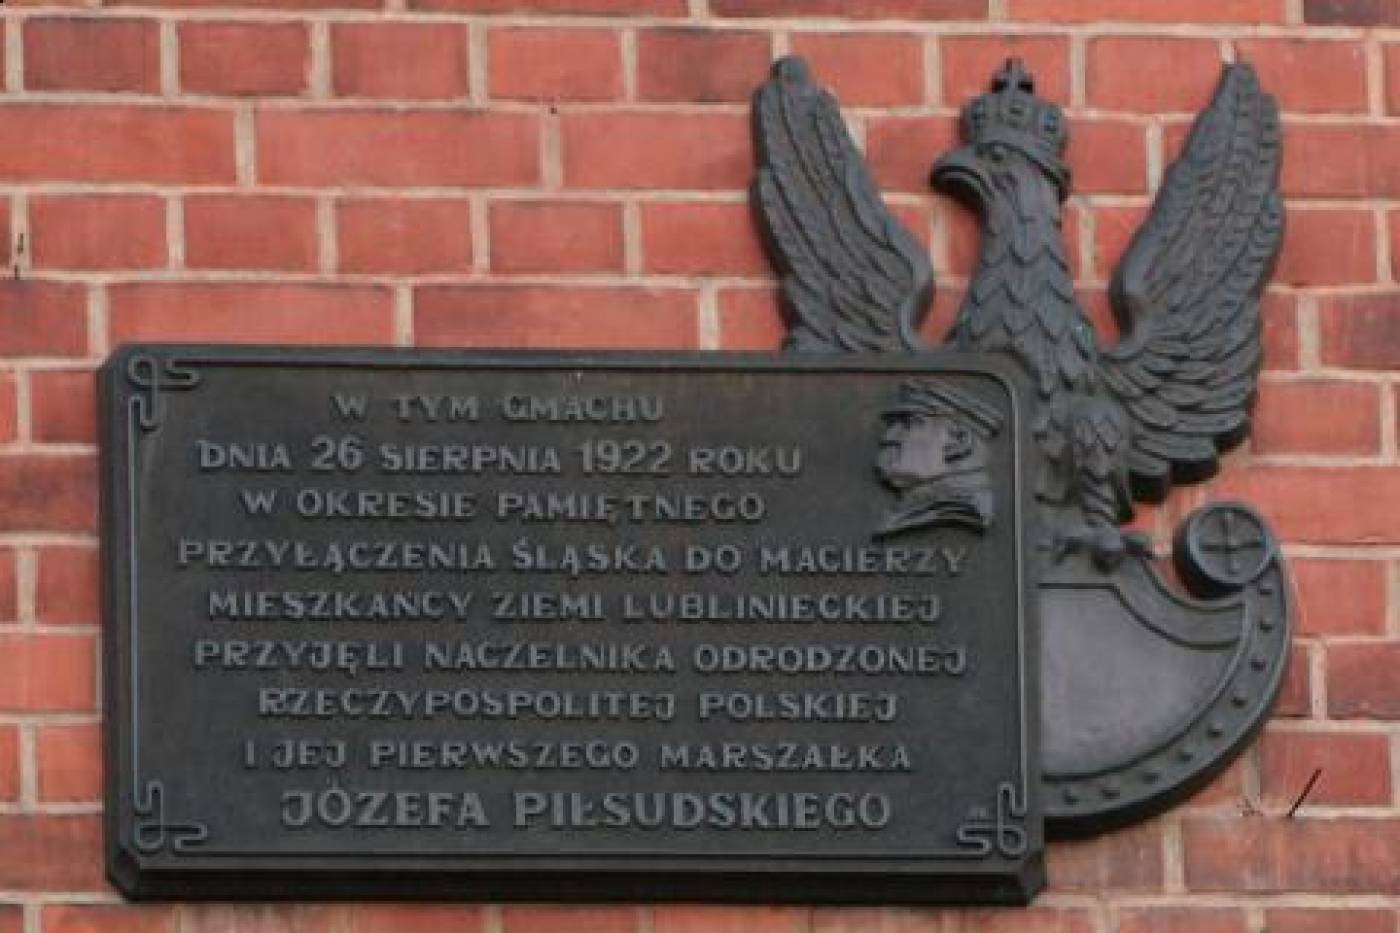 W TYM GMACHU
DNIA 26 SIERPNIA 1922 ROKU
W OKRESIE PAMIĘTNEGO
PRZYŁĄCZENIA ŚLĄSKA DO MACIERZY
MIESZKAŃCY ZIEMI LUBLINIECKIEJ
PRZYJĘLI NACZELNIKA ODRODZONEJ
RZECZYPOSPOLITEJ POLSKIEJ
I JEJ PIERWSZEGO MARSZAŁKA
JÓZEFA PIŁSUDSKIEGO